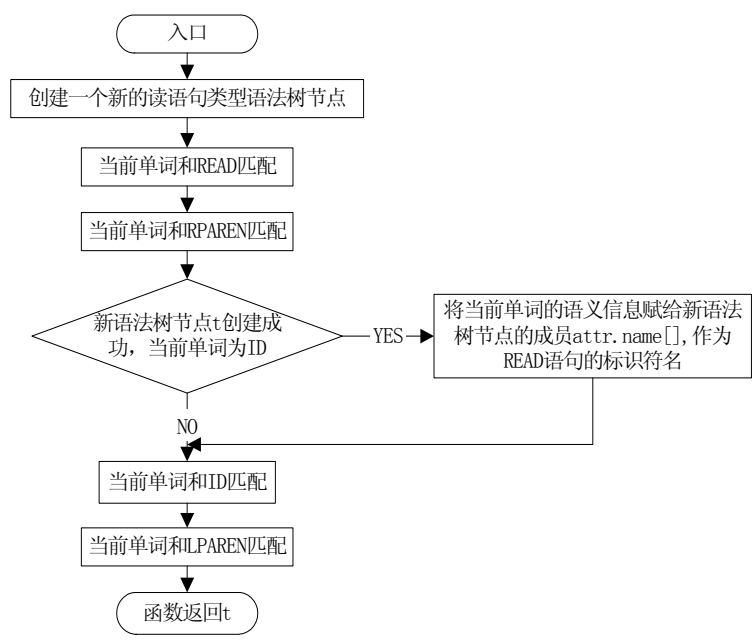 入口
创建一个新的读语句类型语法树节点
当前单词和READ匹配
当前单词和RPAREN匹配
新语法树节点t创建成
功，当前单词为ID
YES
将当前单词的语义信息赋给新语法
树节点的成员attr.name[],作为
READ语句的标识符名
NO
当前单词和ID匹配
当前单词和LPAREN匹配
函数返回t